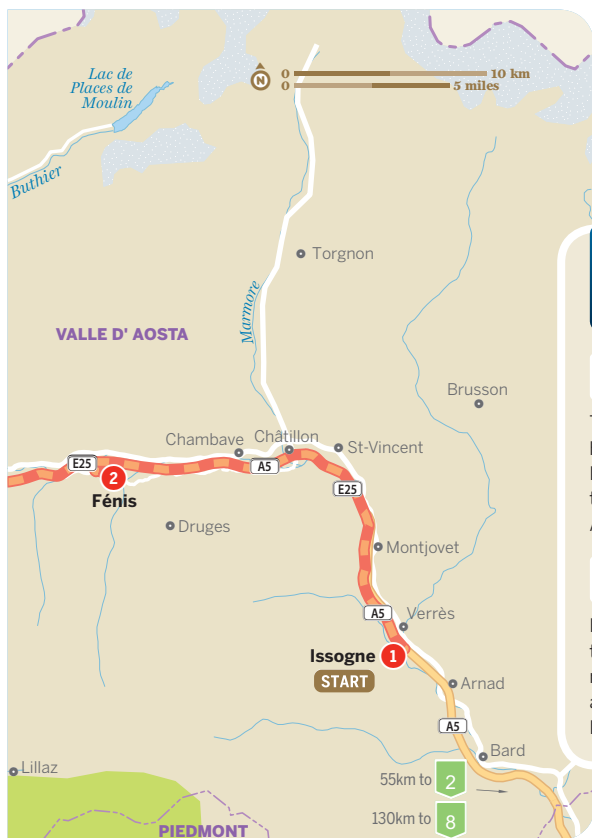 Lac de
Places de
Moulin
N
0
10 km
0
5 miles
Buthier
Torgnon
Marmore
VALLE D' AOSTA
Brusson
Chambave
Châtillon
St-Vincent
E25
A5
2
Fénis
E25
Druges
Montjovet
A5
Verrès
Issogne
1
START
Arnad
A5
Bard
Lillaz
55km to
2
130km to
8
PIEDMONT